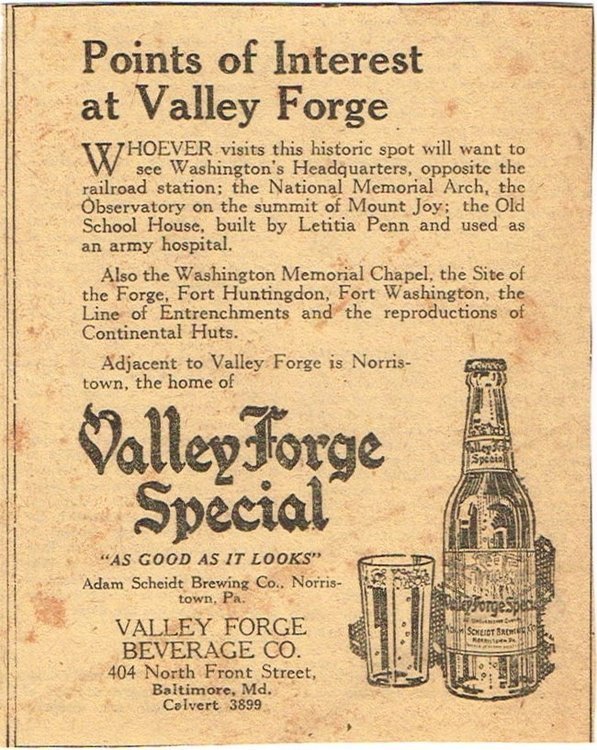 Points of Interest
at Valley Forge
WHOEVER visits this historic spot will want to
see Washington's Headquarters, opposite the
railroad station; the National Memorial Arch, the
Observatory on the summit of Mount Joy; the Old
School House, built by Letitia Penn and used as
an army hospital.
Also the Washington Memorial Chapel, the Site of
the Forge, Fort Huntingdon, Fort Washington, the
Line of Entrenchments and the reproductions of
Continental Huts.
Adjacent to Valley Forge is Norris-
town, the home of
Valley Forge
Special
"AS GOOD AS IT LOOKS"
Adam Scheidt Brewing Co., Norris-
town, Pa.
VALLEY FORGE
BEVERAGE CO.
404 North Front Street,
Baltimore, Md.
Calvert 3899
Valley For
Special
Valley Forge Special
SCHEIDT BREWING
NORRISTOWN, PA.